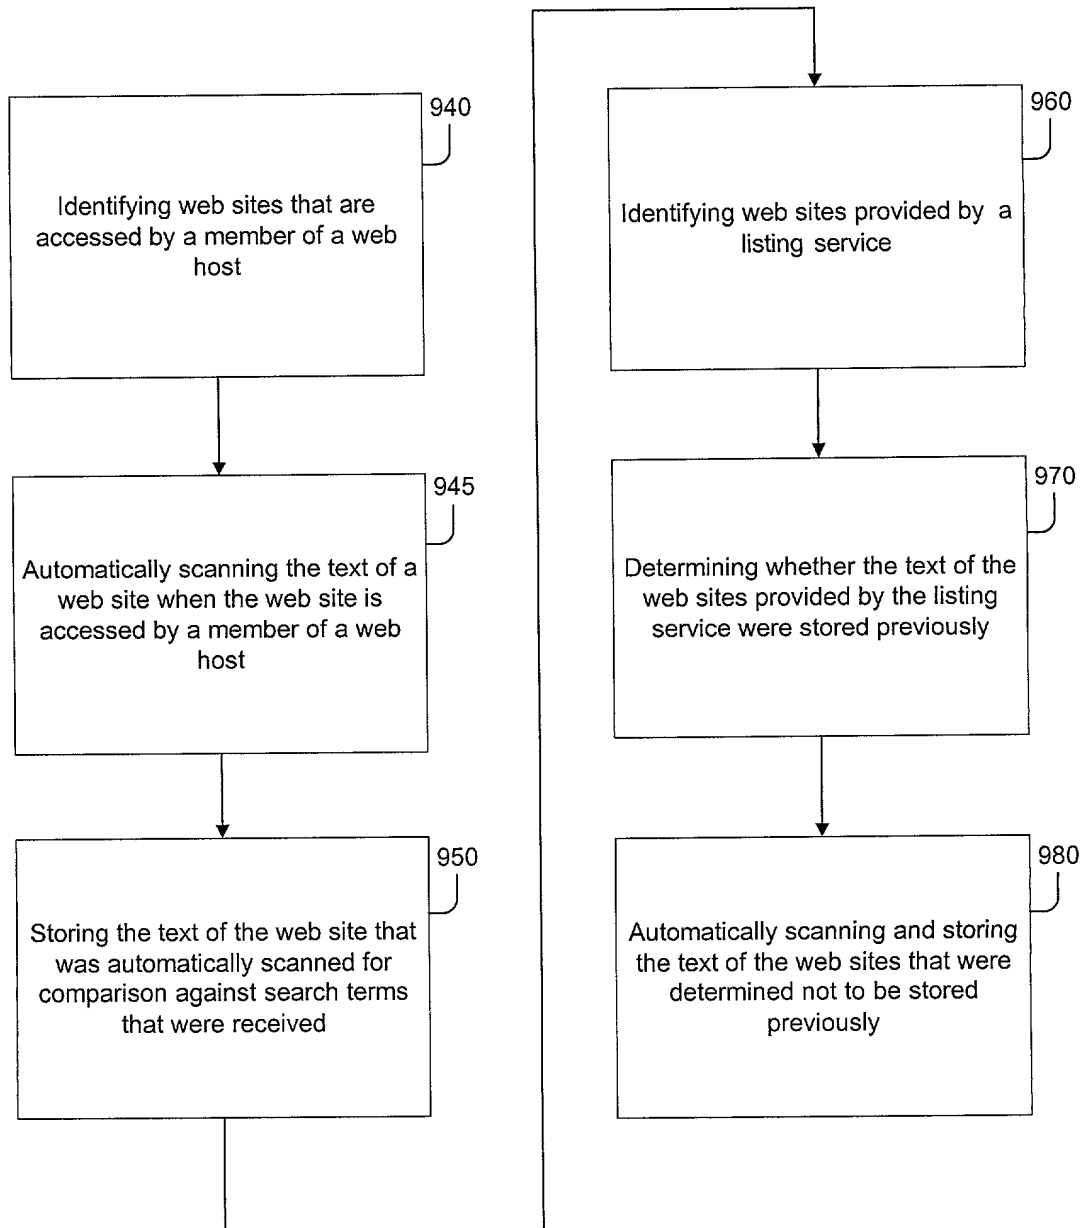 940
Identifying web sites that are
accessed by a member of a web
host
945
Automatically scanning the text of a
web site when the web site is
accessed by a member of a web
host
950
Storing the text of the web site that
was automatically scanned for
comparison against search terms
that were received
960
Identifying web sites provided by a
listing service
970
Determining whether the text of the
web sites provided by the listing
service were stored previously
980
Automatically scanning and storing
the text of the web sites that were
determined not to be stored
previously